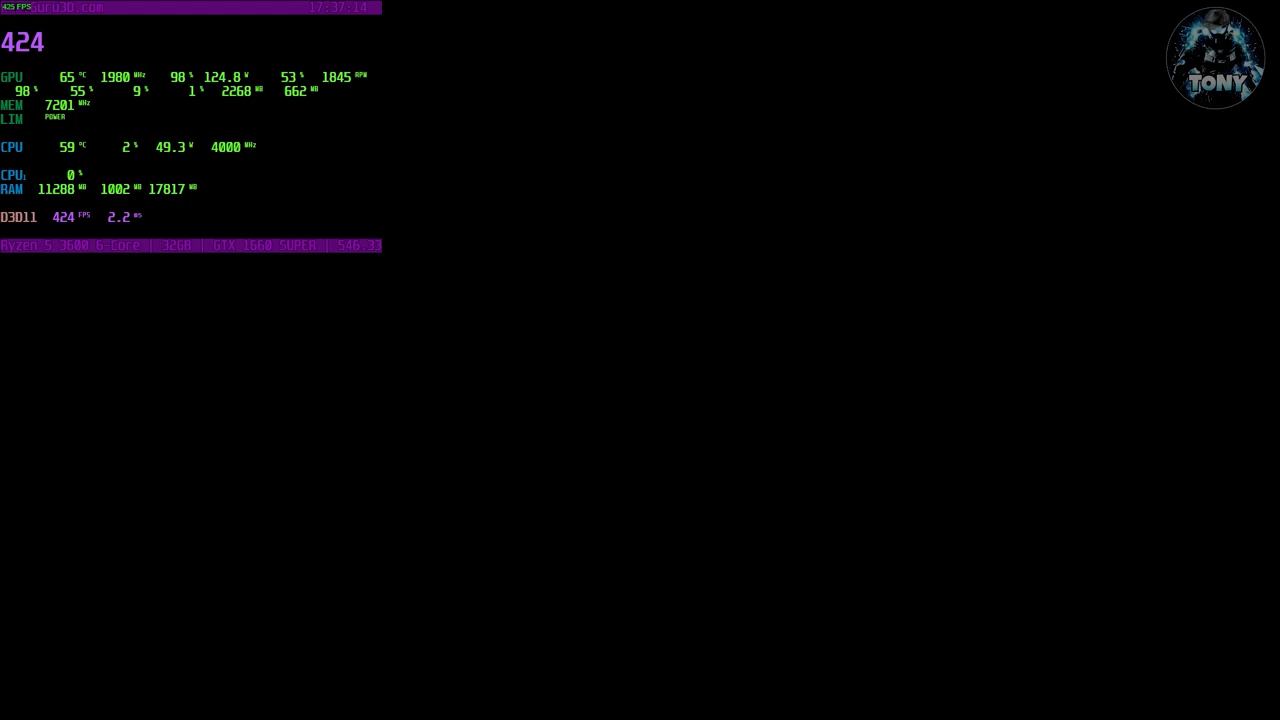 425 FPS Guru3D.com 17:37:14
424
GPU 65 °C 1980 MHz 98 % 124.8 W 53 % 1845 RPM
98 % 55 % 9 % 1 % 2268 MB 662 MB
MEM 7201 MHz
LIM POWER
CPU 59 °C 2 % 49.3 W 4000 MHz
CPU1 0 %
RAM 11288 MB 1002 MB 17817 MB
D3D11 424 FPS 2.2 ms
Ryzen 5 3600 6-Core | 32GB | GTX 1660 SUPER | 546.33
TONY